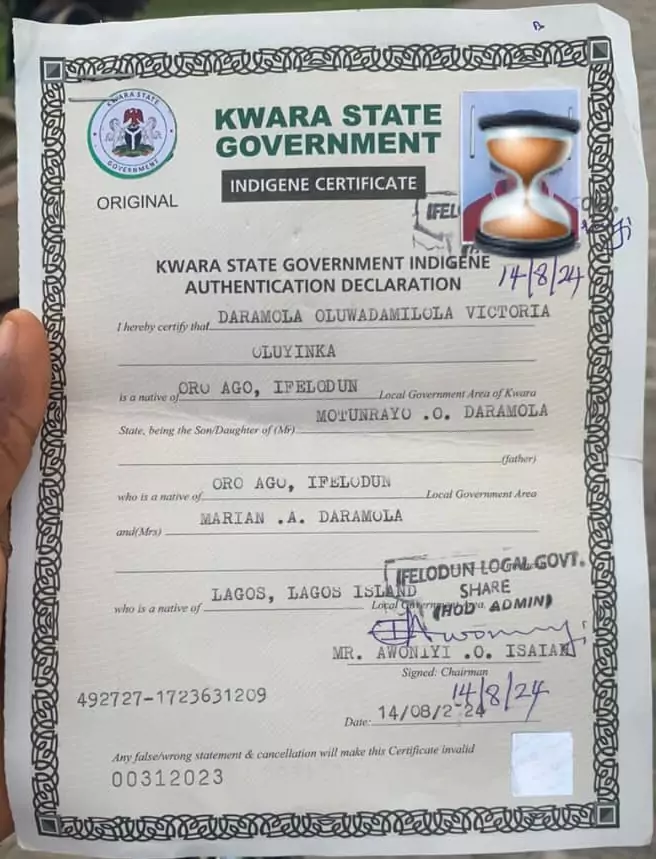 KWARA STATE
GOVERNMENT
KWARA STATE
GOVERNMENT
INDIGENE CERTIFICATE
ORIGINAL
IFEL
14/8/24
KWARA STATE GOVERNMENT INDIGENE
AUTHENTICATION DECLARATION
I hereby certify that DARAMOLA OLUWADAMILOLA VICTORIA
OLUYINKA
is a native of ORO AGO, IFELODUN Local Government Area of Kwara
State, being the Son/Daughter of (Mr) MOTUNRAYO .O. DARAMOLA
(father)
who is a native of ORO AGO, IFELODUN Local Government Area
and(Mrs) MARIAN .A. DARAMOLA
IFELODUN LOCAL GOVT.
SHARE
(HOD. ADMIN)
who is a native of LAGOS, LAGOS ISLAND Local Government Area.
MR. AWONIYI .O. ISAIAH
Signed: Chairman
14/8/24
492727-1723631209
Date: 14/08/2 24
Any false/wrong statement & cancellation will make this Certificate invalid
00312023